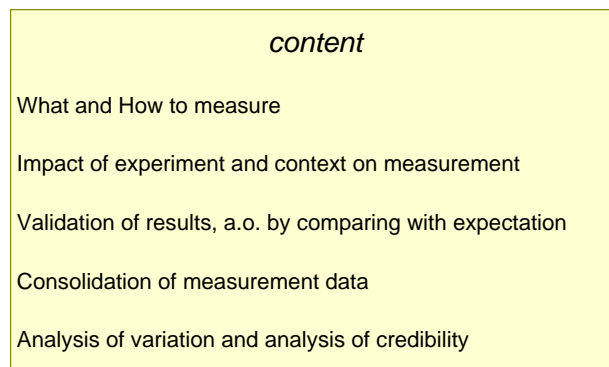 content
What and How to measure
Impact of experiment and context on measurement
Validation of results, a.o. by comparing with expectation
Consolidation of measurement data
Analysis of variation and analysis of credibility